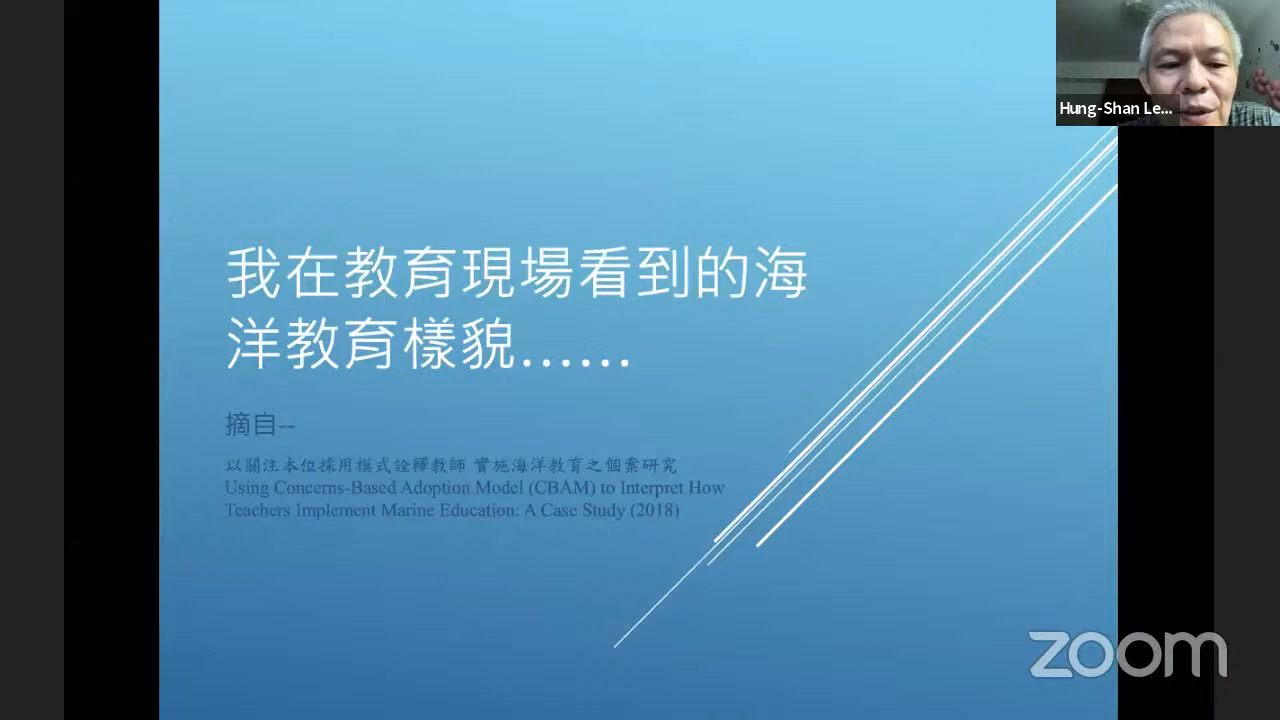 Hung-Shan Le...
我在教育現場看到的海
洋教育樣貌......
摘自--
以關注本位採用模式詮釋教師 實施海洋教育之個案研究
Using Concerns-Based Adoption Model (CBAM) to Interpret How
Teachers Implement Marine Education: A Case Study (2018)
zoom